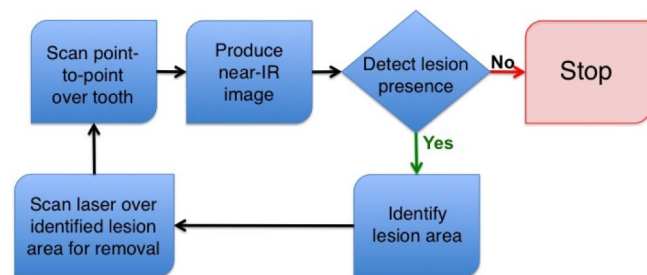 Scan point-
to-point
over tooth
Produce
near-IR
image
Detect lesion
presence
No
Stop
Yes
Scan laser over
identified lesion
area for removal
Identify
lesion area